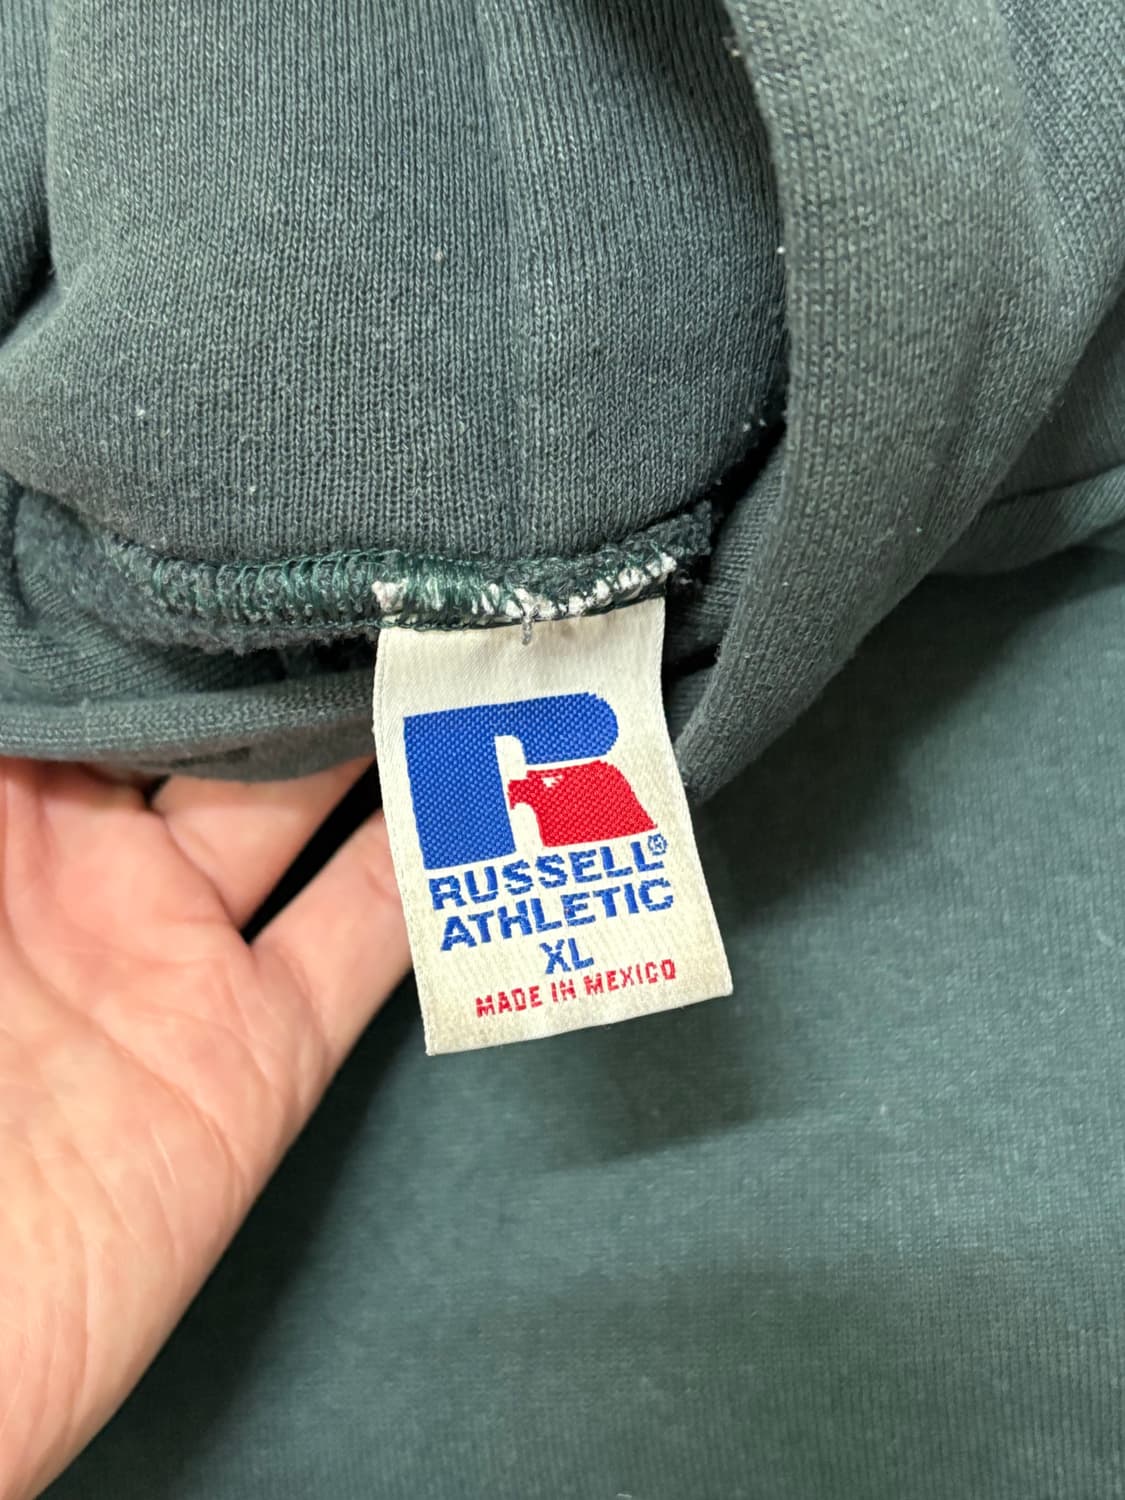 R
RUSSELL®
ATHLETIC
XL
MADE IN MEXICO